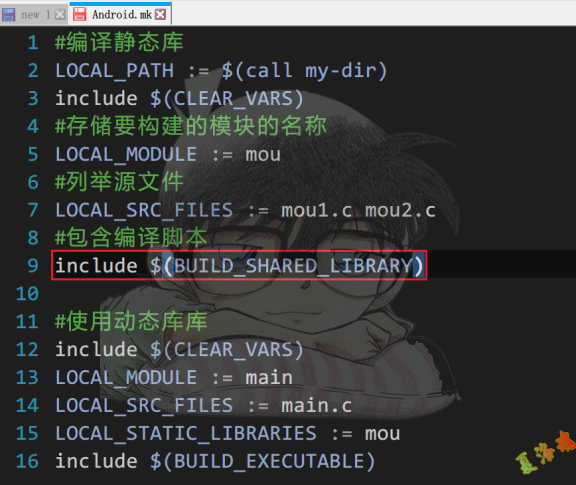 new 1 Android.mk
1 #编译静态库
2 LOCAL_PATH := $(call my-dir)
3 include $(CLEAR_VARS)
4 #存储要构建的模块的名称
5 LOCAL_MODULE := mou
6 #列举源文件
7 LOCAL_SRC_FILES := mou1.c mou2.c
8 #包含编译脚本
9 include $(BUILD_SHARED_LIBRARY)
10
11 #使用动态库库
12 include $(CLEAR_VARS)
13 LOCAL_MODULE := main
14 LOCAL_SRC_FILES := main.c
15 LOCAL_STATIC_LIBRARIES := mou
16 include $(BUILD_EXECUTABLE)